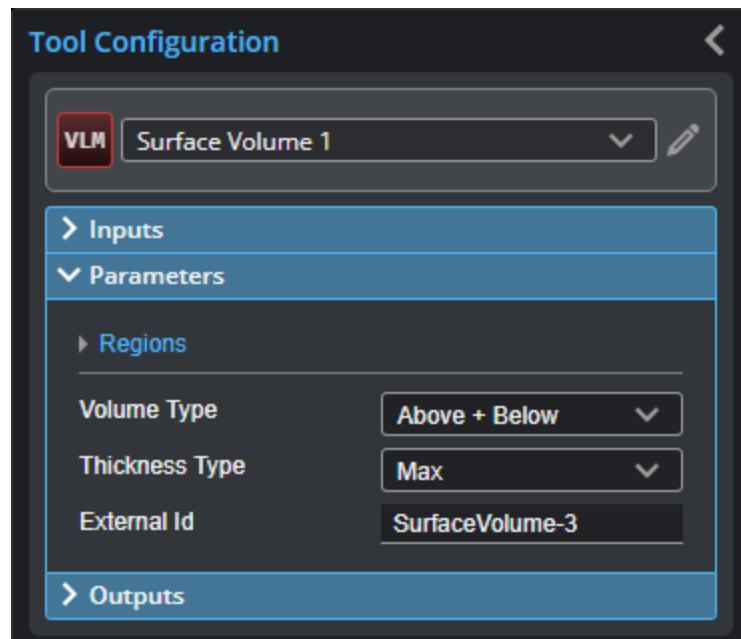 Tool Configuration
VLM Surface Volume 1
Inputs
Parameters
Regions
Volume Type Above + Below
Thickness Type Max
External Id SurfaceVolume-3
Outputs